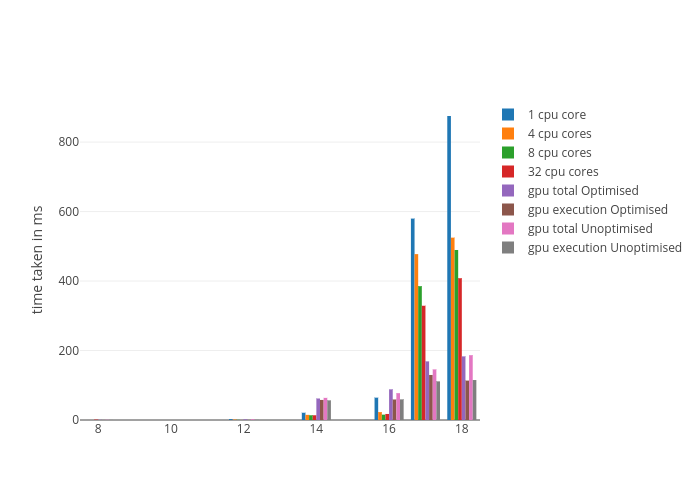 time taken in ms
800
600
400
200
0
8 10 12 14 16 18
1 cpu core
4 cpu cores
8 cpu cores
32 cpu cores
gpu total Optimised
gpu execution Optimised
gpu total Unoptimised
gpu execution Unoptimised